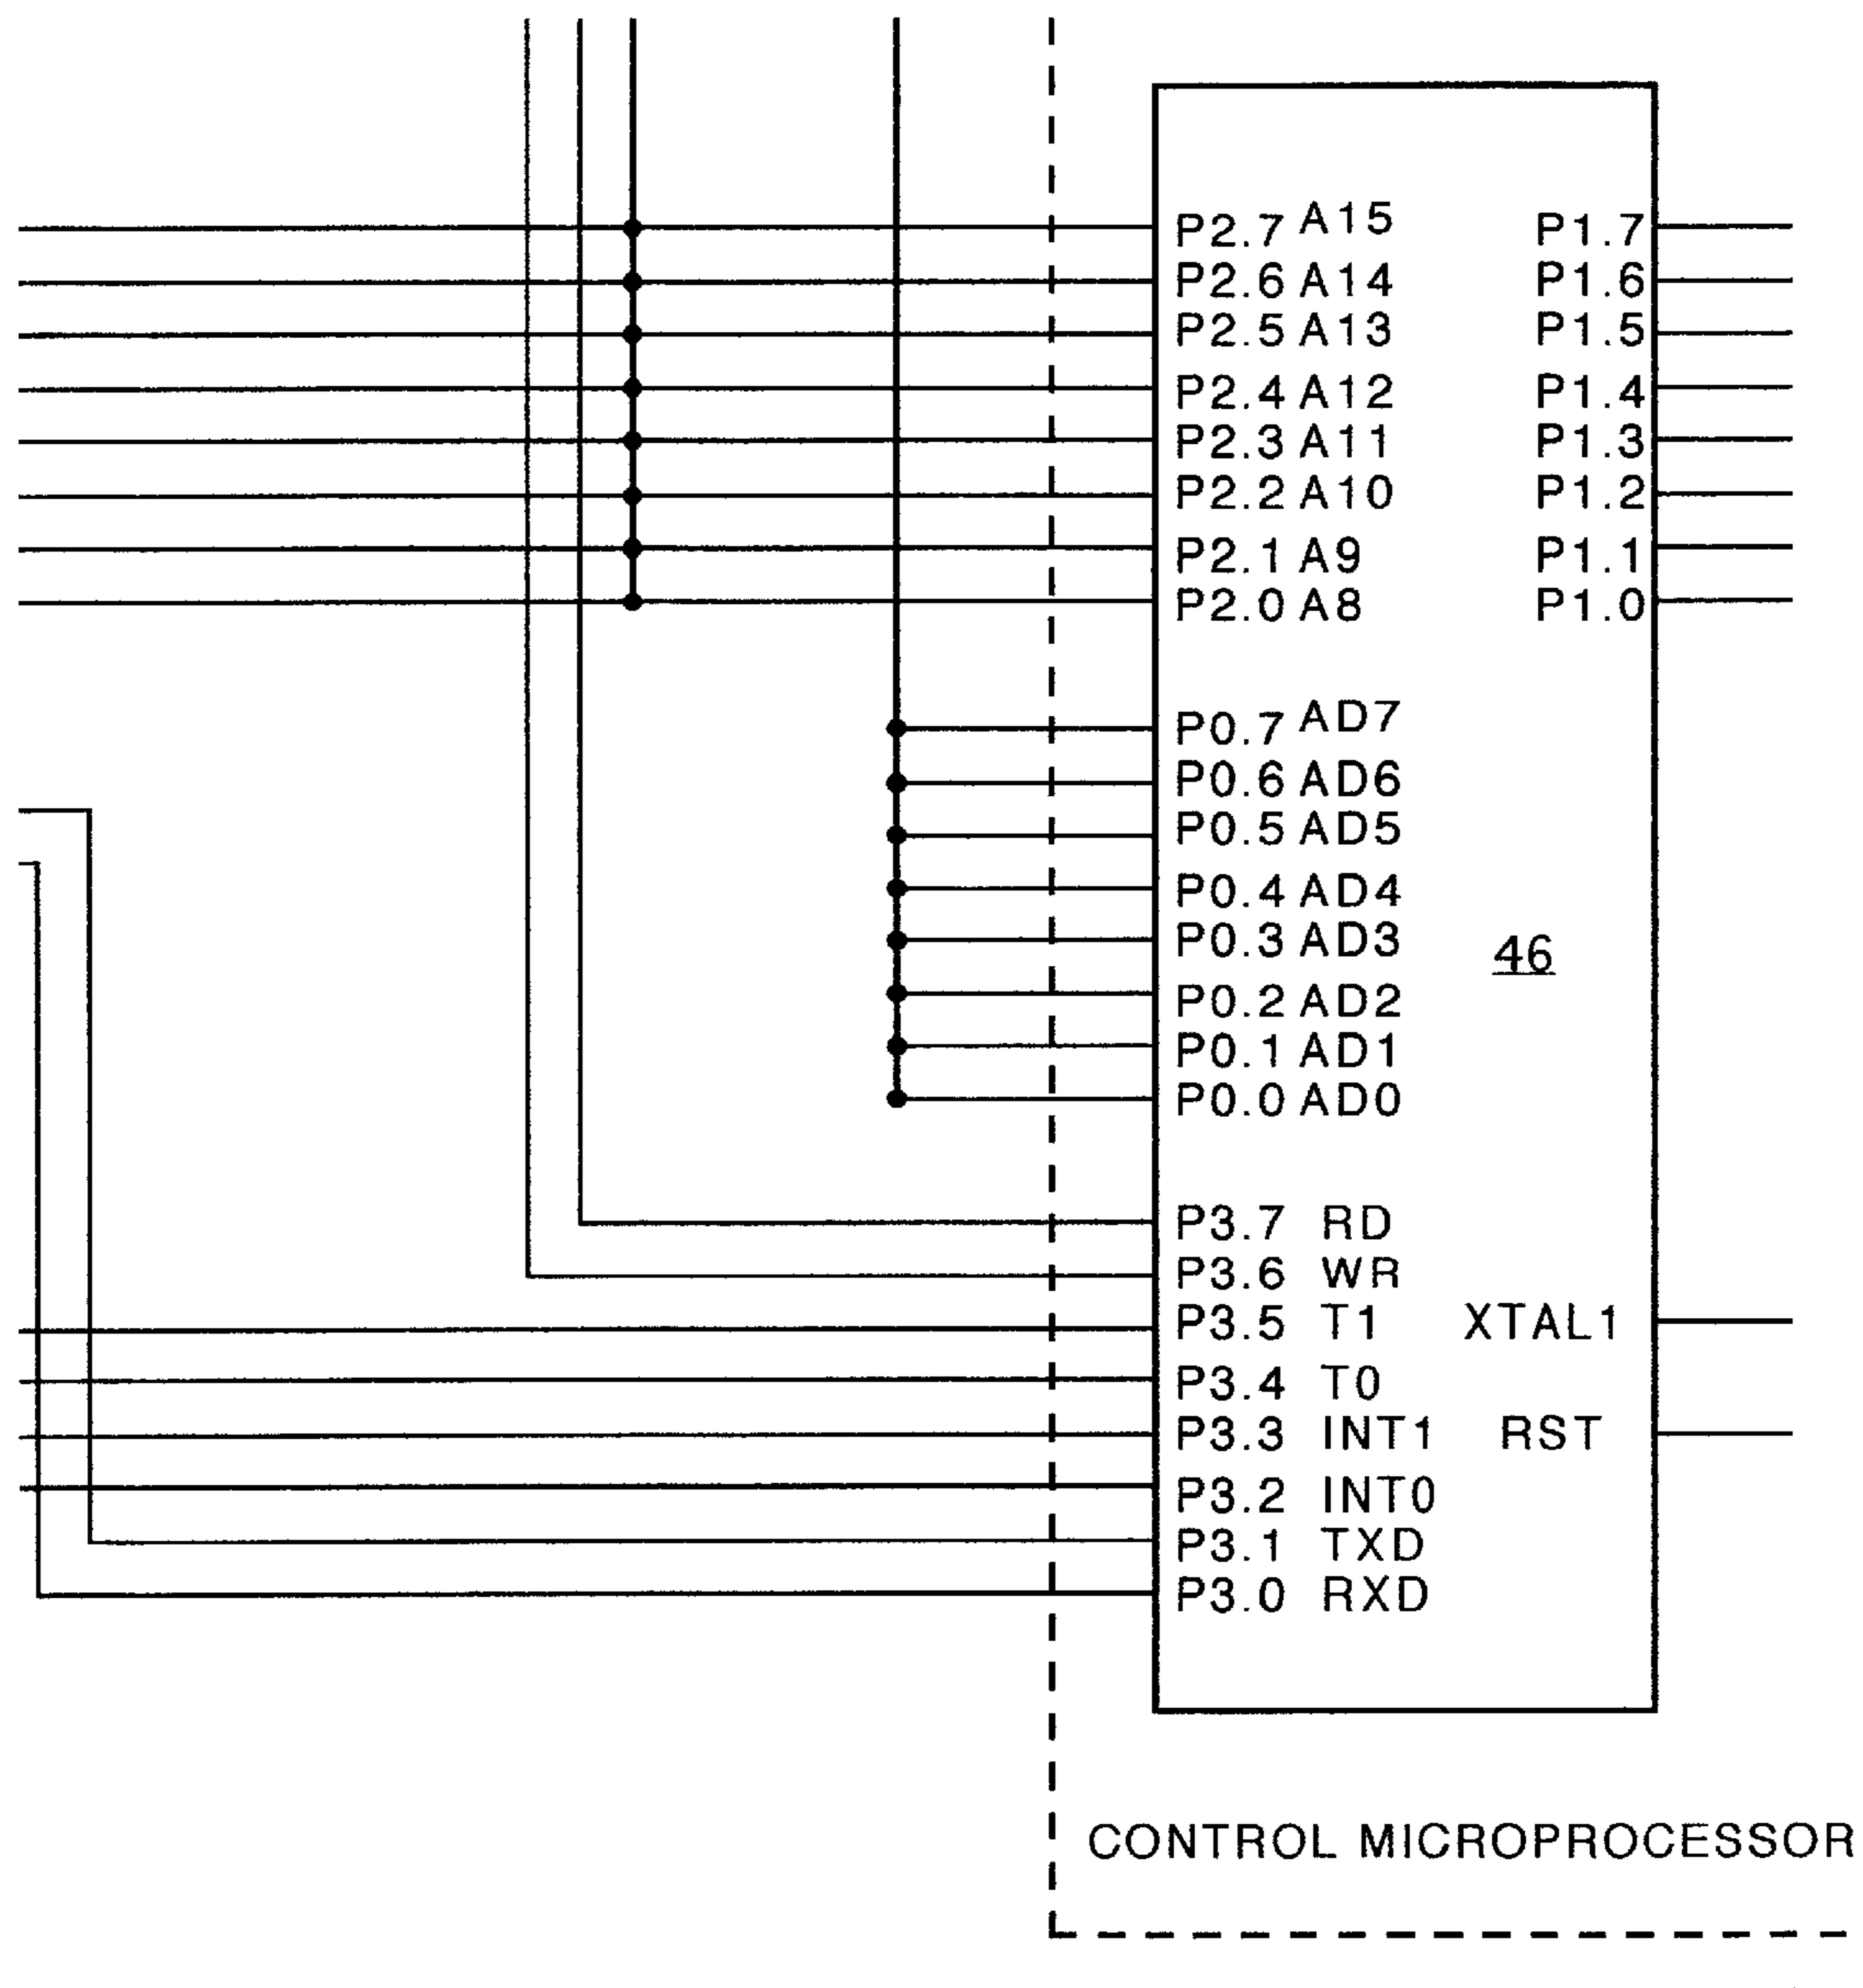 P2.7 A15 P1.7
P2.6 A14 P1.6
P2.5 A13 P1.5
P2.4 A12 P1.4
P2.3 A11 P1.3
P2.2 A10 P1.2
P2.1 A9 P1.1
P2.0 A8 P1.0
P0.7 AD7
P0.6 AD6
P0.5 AD5
P0.4 AD4
P0.3 AD3
46
P0.2 AD2
P0.1 AD1
P0.0 AD0
P3.7 RD
P3.6 WR
P3.5 T1 XTAL1
P3.4 T0
P3.3 INT1 RST
P3.2 INT0
P3.1 TXD
P3.0 RXD
CONTROL MICROPROCESSOR